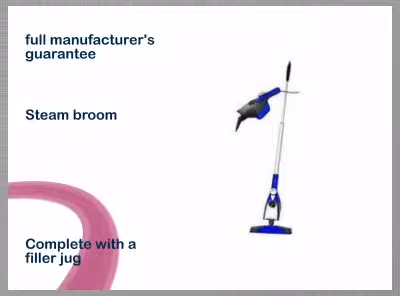 full manufacturer's
guarantee
Steam broom
Complete with a
filler jug